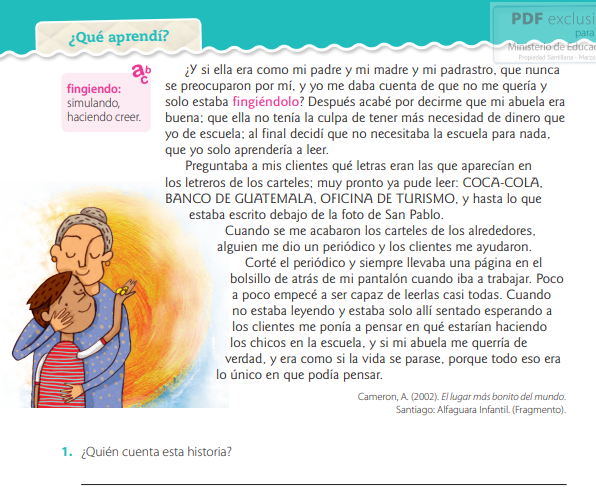 PDF exclusi
para
Ministerio de Educac
Propiedad Santillana - Marzo
¿Qué aprendí?
a b c
fingiendo:
simulando,
haciendo creer.
¿Y si ella era como mi padre y mi madre y mi padrastro, que nunca
se preocuparon por mí, y yo me daba cuenta de que no me quería y
solo estaba fingiéndolo? Después acabé por decirme que mi abuela era
buena; que ella no tenía la culpa de tener más necesidad de dinero que
yo de escuela; al final decidí que no necesitaba la escuela para nada,
que yo solo aprendería a leer.
Preguntaba a mis clientes qué letras eran las que aparecían en
los letreros de los carteles; muy pronto ya pude leer: COCA-COLA,
BANCO DE GUATEMALA, OFICINA DE TURISMO, y hasta lo que
estaba escrito debajo de la foto de San Pablo.
Cuando se me acabaron los carteles de los alrededores,
alguien me dio un periódico y los clientes me ayudaron.
Corté el periódico y siempre llevaba una página en el
bolsillo de atrás de mi pantalón cuando iba a trabajar. Poco
a poco empecé a ser capaz de leerlas casi todas. Cuando
no estaba leyendo y estaba solo allí sentado esperando a
los clientes me ponía a pensar en qué estarían haciendo
los chicos en la escuela, y si mi abuela me querría de
verdad, y era como si la vida se parase, porque todo eso era
lo único en que podía pensar.
Cameron, A. (2002). El lugar más bonito del mundo.
Santiago: Alfaguara Infantil. (Fragmento).
1. ¿Quién cuenta esta historia?